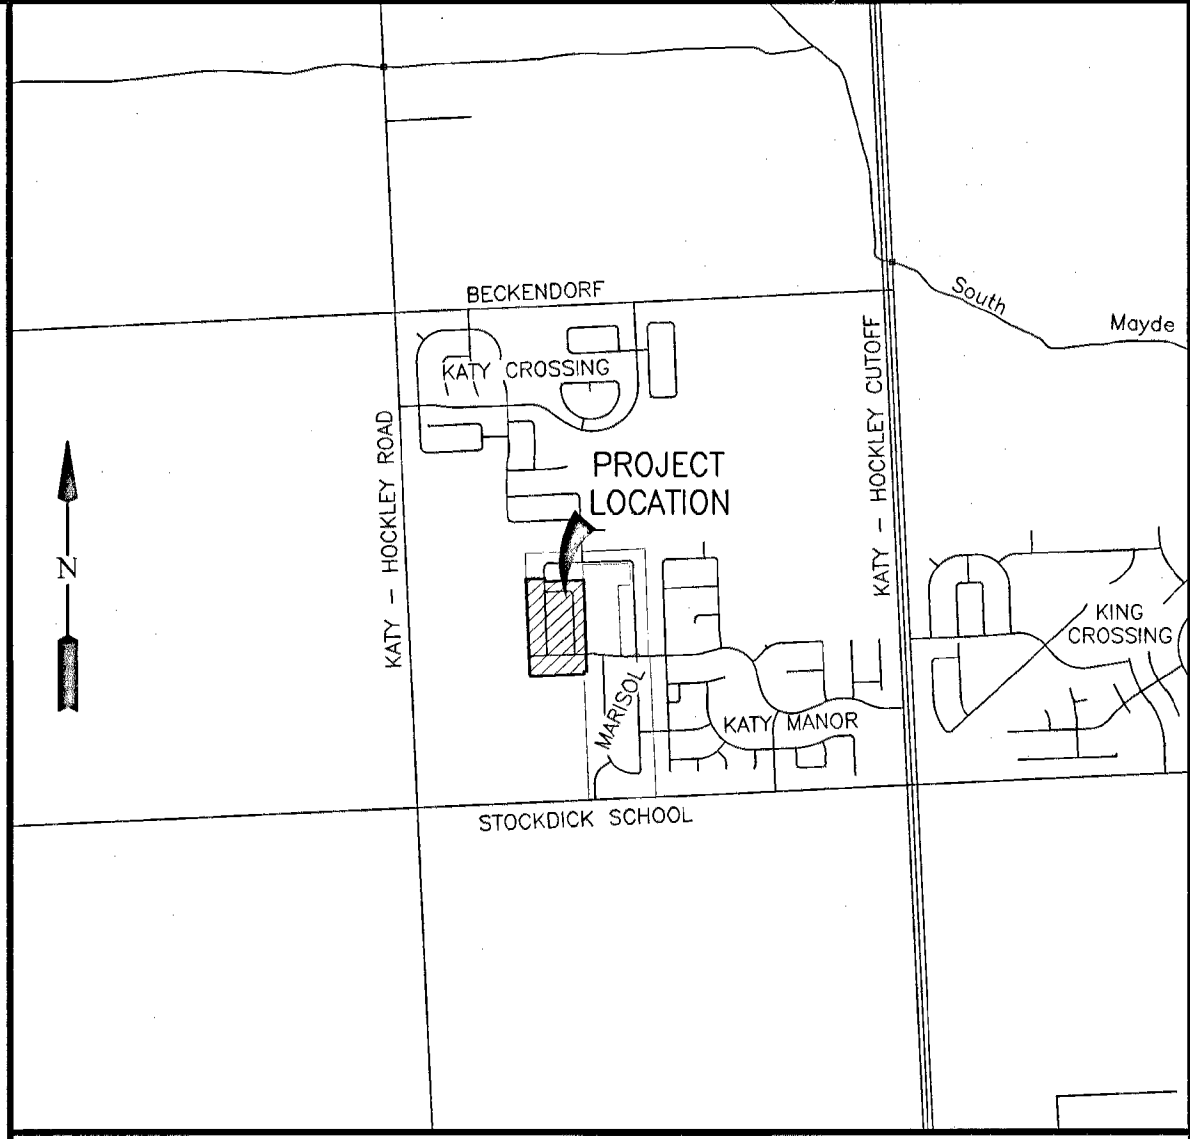 BECKENDORF
South
Mayde
KATY CROSSING
KATY - HOCKLEY ROAD
KATY - HOCKLEY CUTOFF
PROJECT
LOCATION
N
KING
CROSSING
MARISOL
KATY MANOR
STOCKDICK SCHOOL